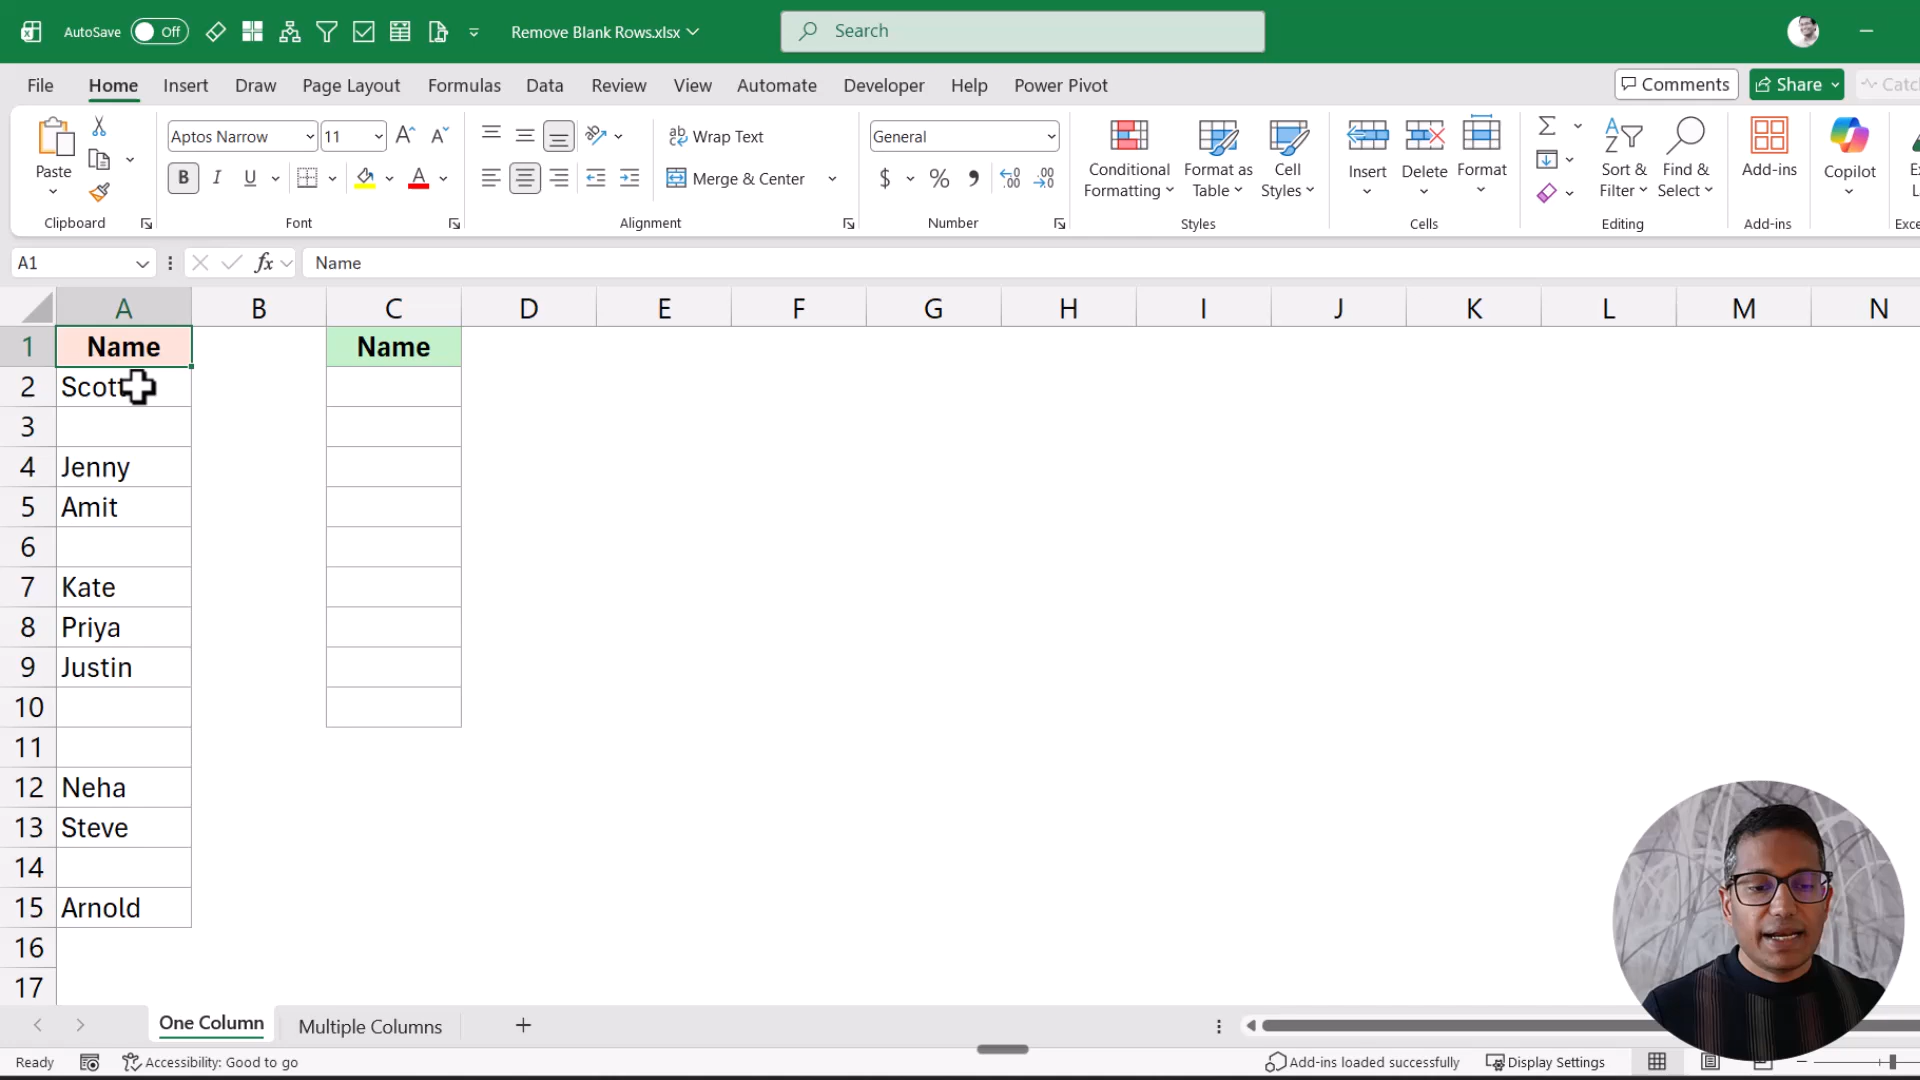 AutoSave Off Remove Blank Rows.xlsx Search
File Home Insert Draw Page Layout Formulas Data Review View Automate Developer Help Power Pivot Comments Share Catc
Paste
Clipboard
Aptos Narrow 11
B I U A
Font
Wrap Text
Merge & Center
Alignment
General
$ % 9
Number
Conditional Formatting
Format as Table
Cell Styles
Styles
Insert Delete Format
Cells
Sort & Filter
Find & Select
Editing
Add-ins
Add-ins
Copilot
A1 fx Name
A B C D E F G H I J K L M N
1 Name Name
2 Scott
3
4 Jenny
5 Amit
6
7 Kate
8 Priya
9 Justin
10
11
12 Neha
13 Steve
14
15 Arnold
16
17
One Column Multiple Columns
Ready Accessibility: Good to go Add-ins loaded successfully Display Settings